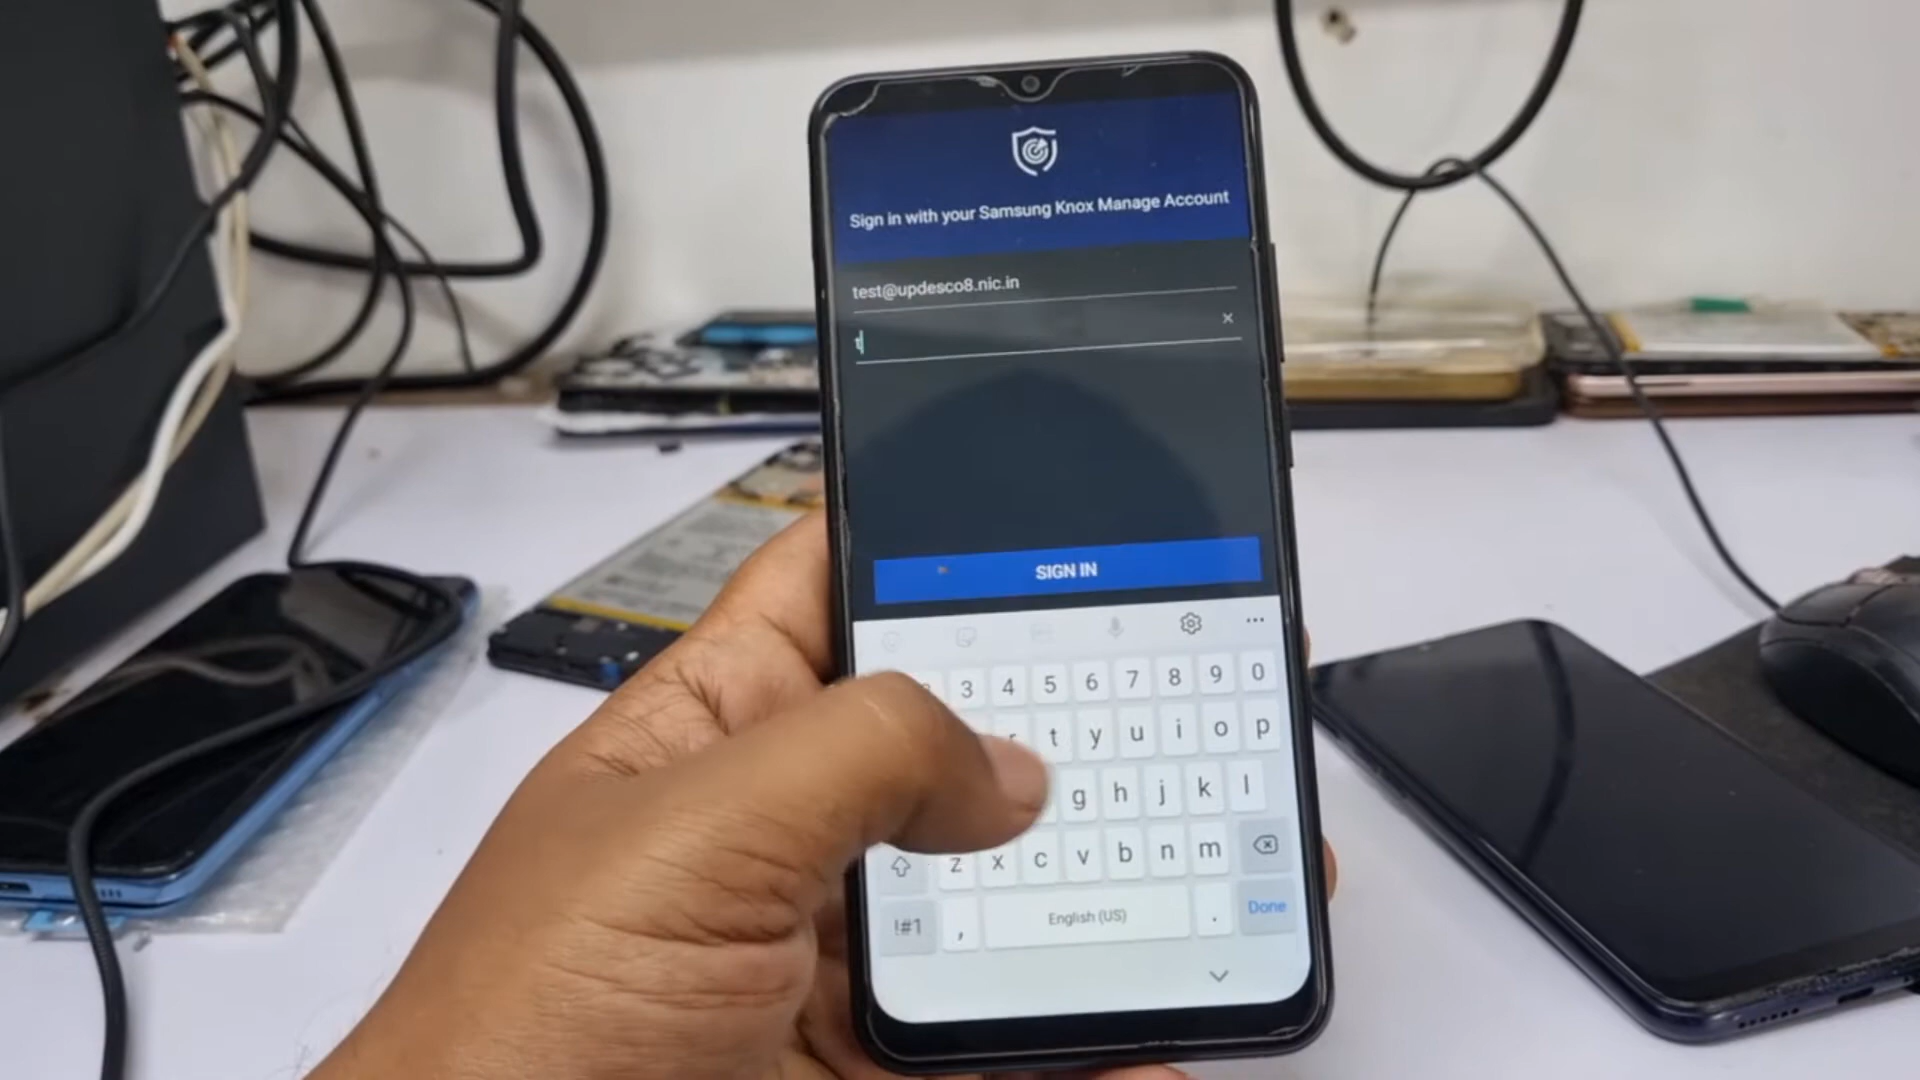 Sign in with your Samsung Knox Manage Account
test@updesco8.nic.in
t
SIGN IN
3 4 5 6 7 8 9 0
r t y u i o p
g h j k l
z x c v b n m
!#1 , English (US) . Done